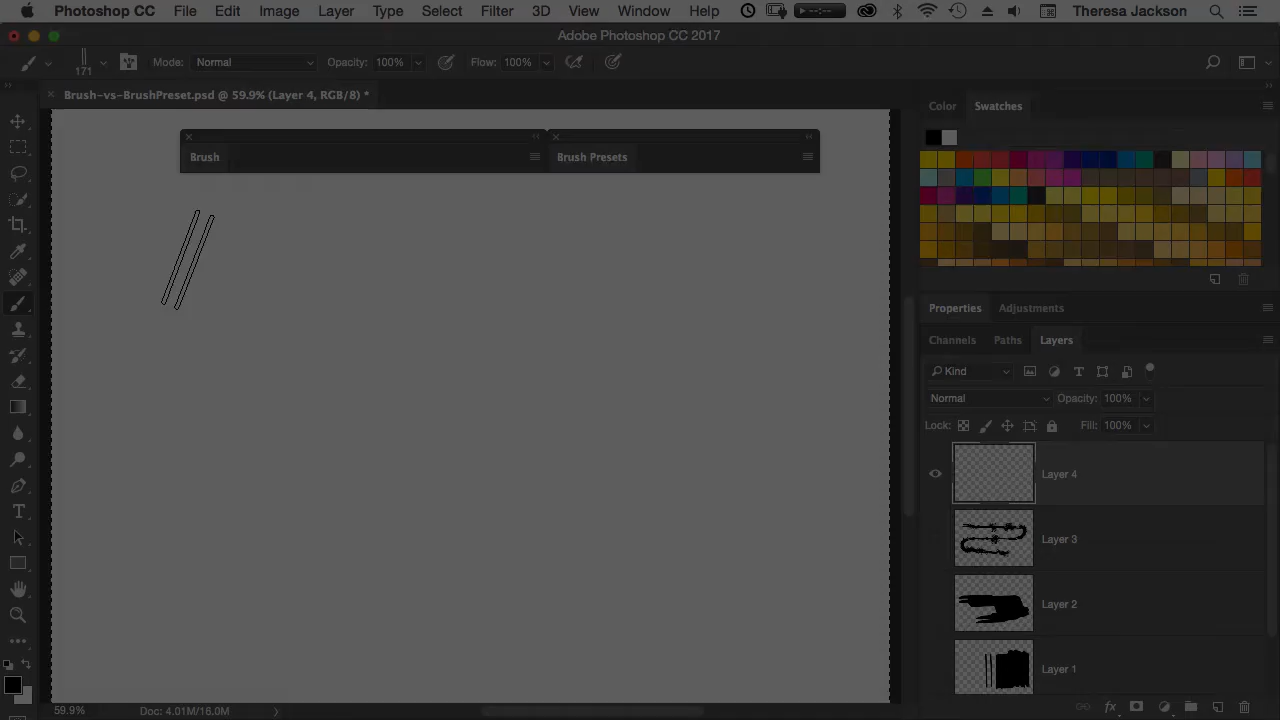 Photoshop CC File Edit Image Layer Type Select Filter 3D View Window Help Theresa Jackson
Adobe Photoshop CC 2017
171 Mode: Normal Opacity: 100% Flow: 100%
Brush-vs-BrushPreset.psd @ 59.9% (Layer 4, RGB/8) *
Color Swatches
Brush Brush Presets
Properties Adjustments
Channels Paths Layers
Kind
Normal Opacity: 100%
Lock: Fill: 100%
Layer 4
Layer 3
Layer 2
Layer 1
59.9% Doc: 4.01M/16.0M
fx